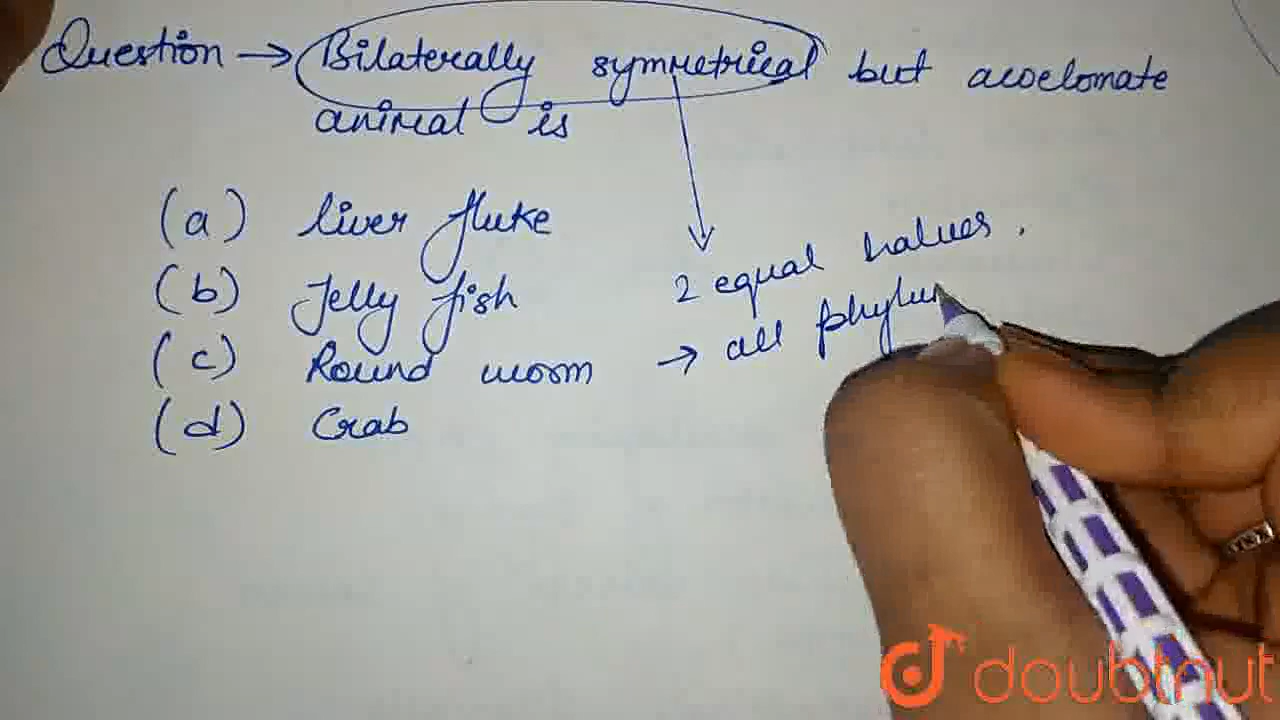 Question → Bilaterally symmetrical but acoelomate
animal is
(a) liver fluke
(b) Jelly fish
(c) Round worm
(d) Crab
2 equal halves.
→ all phylum
doubtnut